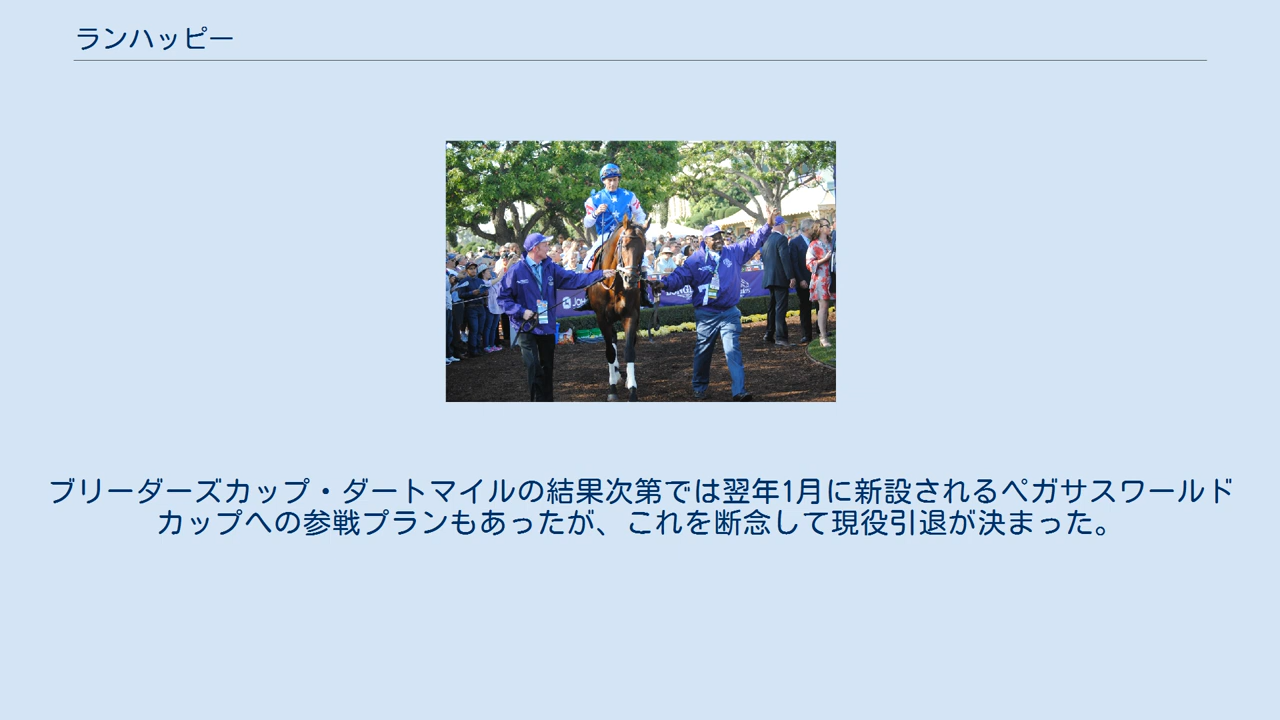 ランハッピー
ブリーダーズカップ・ダートマイルの結果次第では翌年1月に新設されるペガサスワールド
カップへの参戦プランもあったが、これを断念して現役引退が決まった。